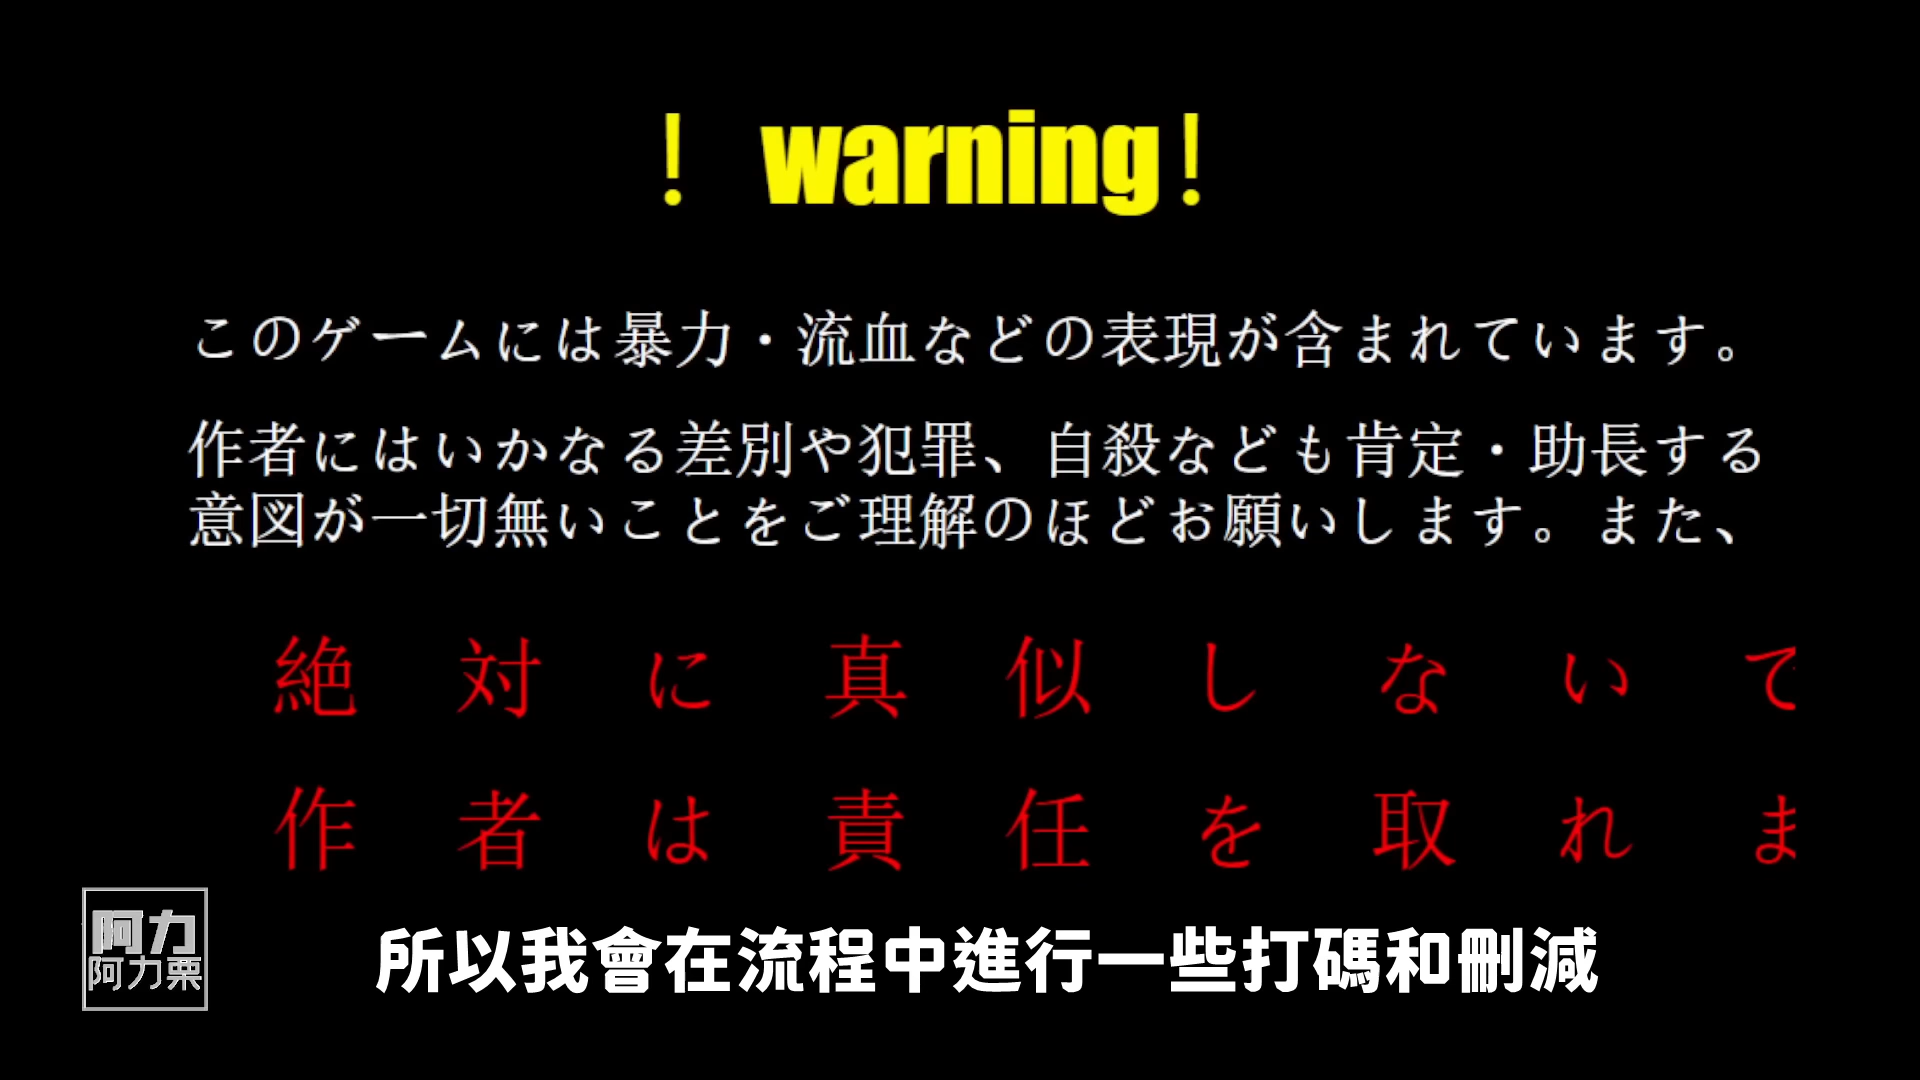 ! warning!
このゲームには暴力・流血などの表現が含まれています。
作者にはいかなる差別や犯罪、自殺なども肯定・助長する
意図が一切無いことをご理解のほどお願いします。また、
絶対に真似しないで
作者は責任を取れま
阿力
阿力栗
所以我會在流程中進行一些打碼和刪減